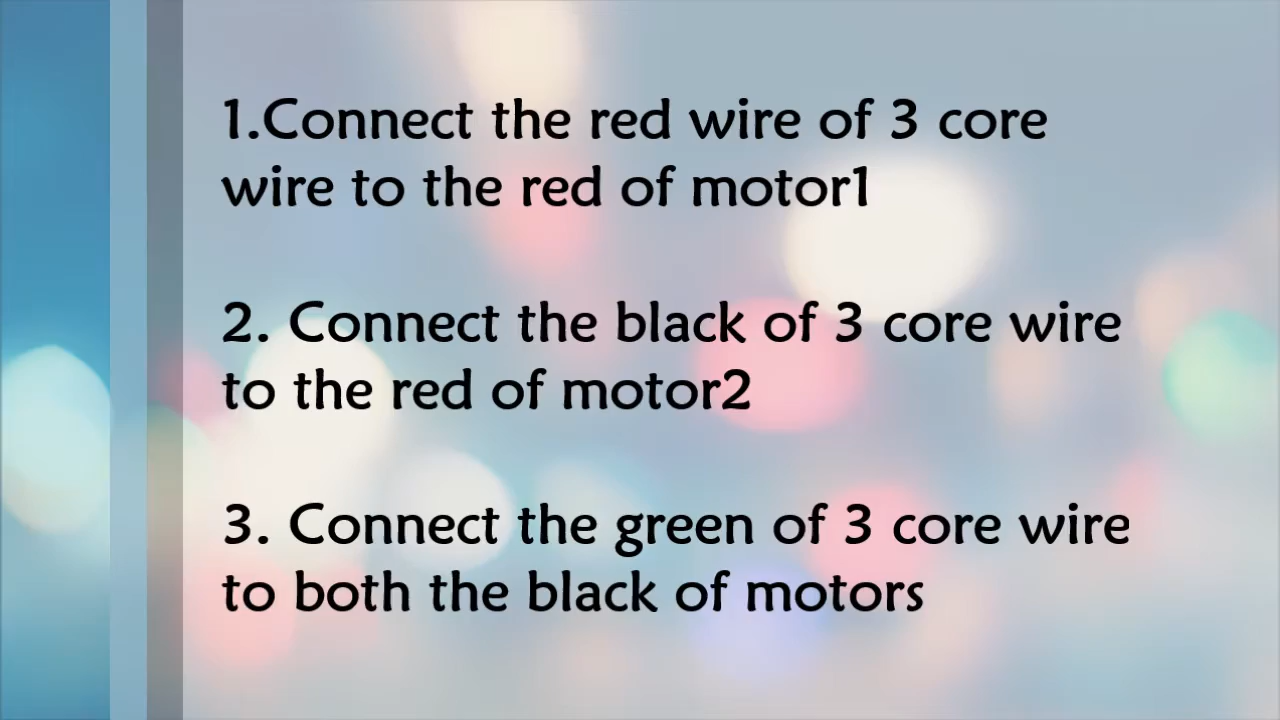 1.Connect the red wire of 3 core
wire to the red of motor1
2. Connect the black of 3 core wire
to the red of motor2
3. Connect the green of 3 core wire
to both the black of motors